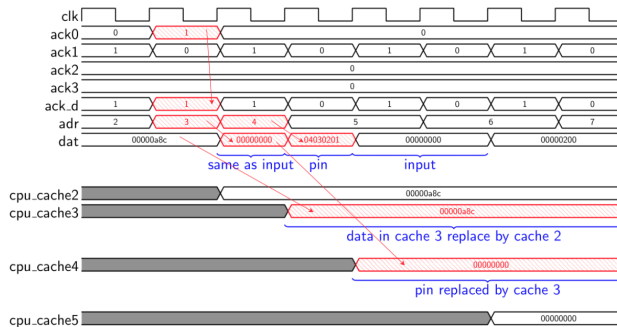 clk
ack0 0 1 0
ack1 1 0 1 0 1 0 1 0
ack2 0
ack3 0
ack_d 1 1 1 0 1 0 1 0
adr 2 3 4 5 6 7
dat 00000a8c 00000000 04030201 00000000 00000200
same as input pin input
cpu_cache2 00000a8c
cpu_cache3 00000a8c
data in cache 3 replace by cache 2
cpu_cache4 00000000
pin replaced by cache 3
cpu_cache5 00000000